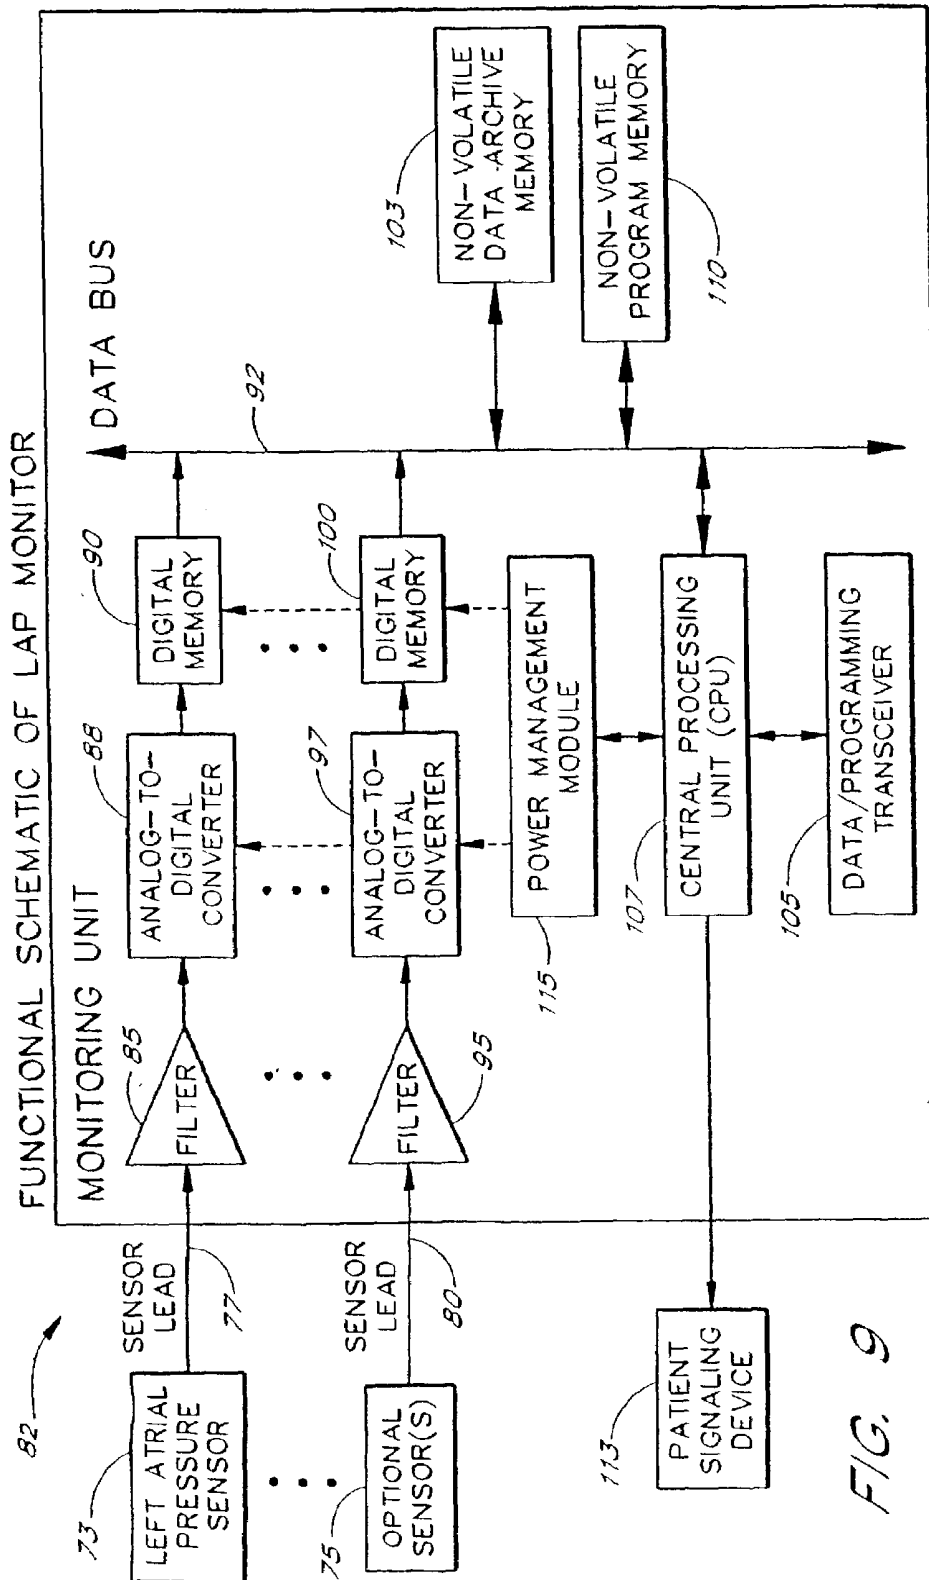 FUNCTIONAL SCHEMATIC OF LAP MONITOR
82
MONITORING UNIT
DATA BUS
73
LEFT ATRIAL
PRESSURE
SENSOR
SENSOR
LEAD
77
85
FILTER
88
ANALOG-TO-
DIGITAL
CONVERTER
90
DIGITAL
MEMORY
92
75
OPTIONAL
SENSOR(S)
SENSOR
LEAD
80
FILTER
95
97
ANALOG-TO-
DIGITAL
CONVERTER
100
DIGITAL
MEMORY
103
NON-VOLATILE
DATA-ARCHIVE
MEMORY
NON-VOLATILE
PROGRAM MEMORY
110
POWER MANAGEMENT
MODULE
115
107
CENTRAL PROCESSING
UNIT (CPU)
113
PATIENT
SIGNALING
DEVICE
105
DATA/PROGRAMMING
TRANSCEIVER
FIG. 9